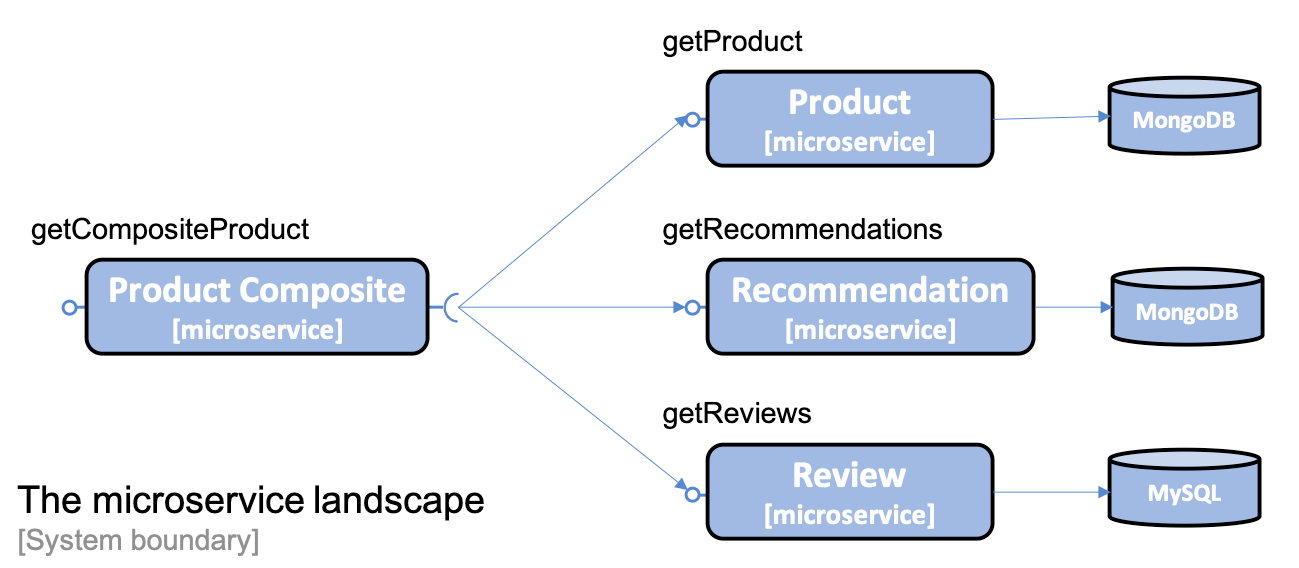 getProduct
Product
[microservice]
MongoDB
getCompositeProduct
Product Composite
[microservice]
getRecommendations
Recommendation
[microservice]
MongoDB
getReviews
Review
[microservice]
MySQL
The microservice landscape
[System boundary]